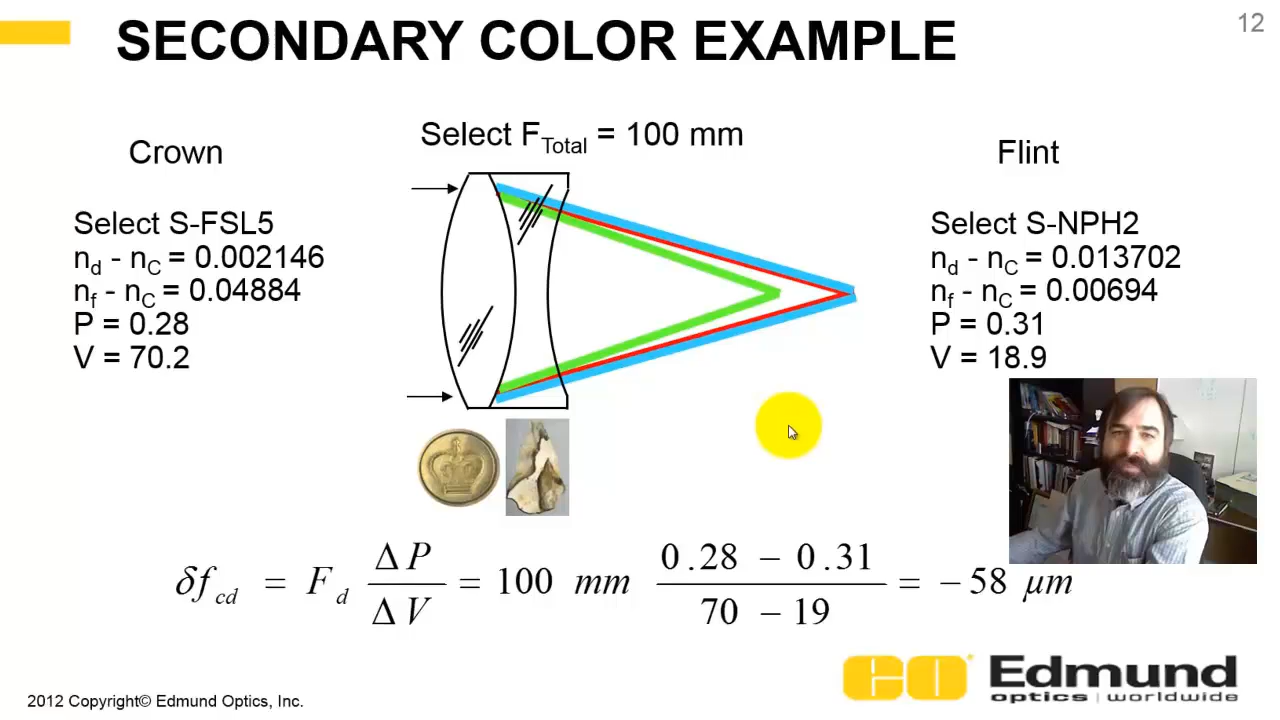 12
SECONDARY COLOR EXAMPLE
Select F_Total = 100 mm
Crown
Select S-FSL5
n_d - n_C = 0.002146
n_f - n_C = 0.04884
P = 0.28
V = 70.2
Flint
Select S-NPH2
n_d - n_C = 0.013702
n_f - n_C = 0.00694
P = 0.31
V = 18.9
δf_cd = F_d ΔP/ΔV = 100 mm (0.28 − 0.31)/(70 − 19) = − 58 μm
EO Edmund
optics | worldwide
2012 Copyright© Edmund Optics, Inc.